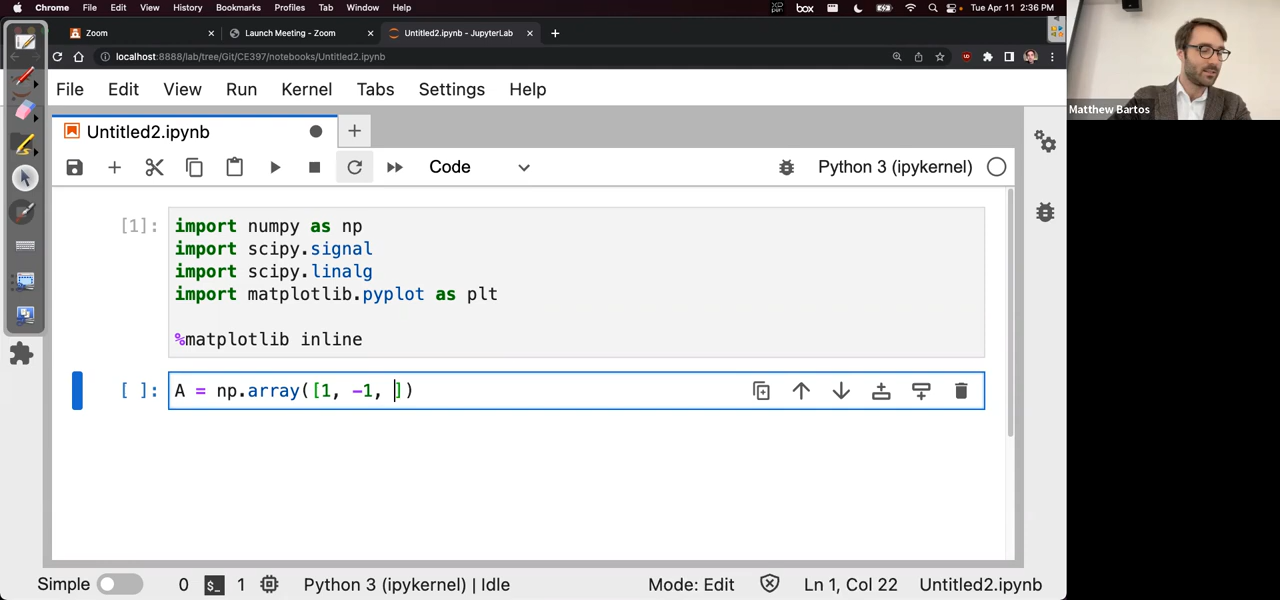 Chrome File Edit View History Bookmarks Profiles Tab Window Help box Tue Apr 11 2:36 PM
Zoom Launch Meeting - Zoom Untitled2.ipynb - JupyterLab
localhost:8888/lab/tree/Git/CE397/notebooks/Untitled2.ipynb
Matthew Bartos
File Edit View Run Kernel Tabs Settings Help
Untitled2.ipynb
Code Python 3 (ipykernel)
[1]: import numpy as np
import scipy.signal
import scipy.linalg
import matplotlib.pyplot as plt
%matplotlib inline
[ ]: A = np.array([1, -1, ])
Simple 0 $_ 1 Python 3 (ipykernel) | Idle Mode: Edit Ln 1, Col 22 Untitled2.ipynb